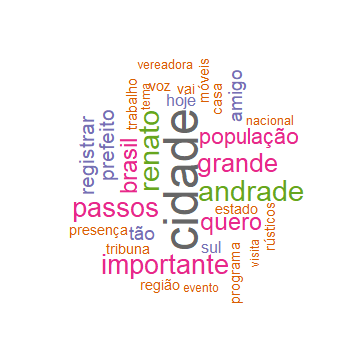 vereadora
voz
vai
móveis
casa
amigo
hoje
tema
trabalho
renato
prefeito
registrar
brasil
cidade
nacional
população
grande
andrade
passos
estado
quero
rústicos
presença
tão
tribuna
sul
visita
importante
programa
região
evento